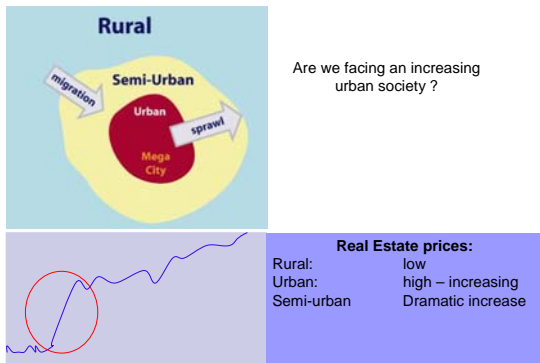 Rural
migration
Semi-Urban
Urban
sprawl
Mega
City
Are we facing an increasing
urban society ?
Real Estate prices:
Rural: low
Urban: high – increasing
Semi-urban Dramatic increase